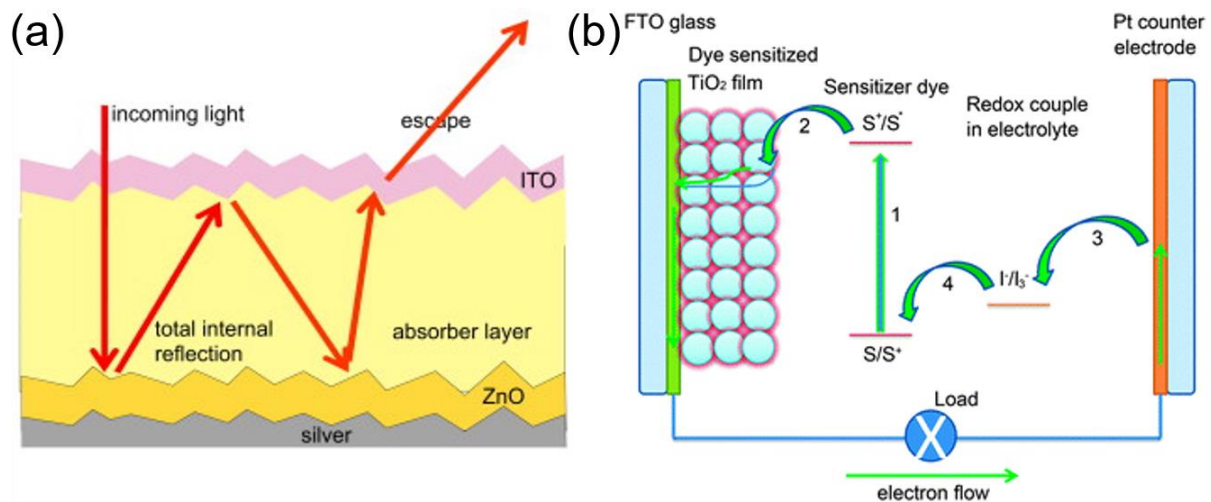 (a)
incoming light
escape
ITO
total internal
reflection
absorber layer
ZnO
silver
(b)
FTO glass
Pt counter
electrode
Dye sensitized
TiO₂ film
Sensitizer dye
Redox couple
in electrolyte
S⁺/S*
2
1
3
4
I⁻/I₃⁻
S/S⁺
Load
electron flow